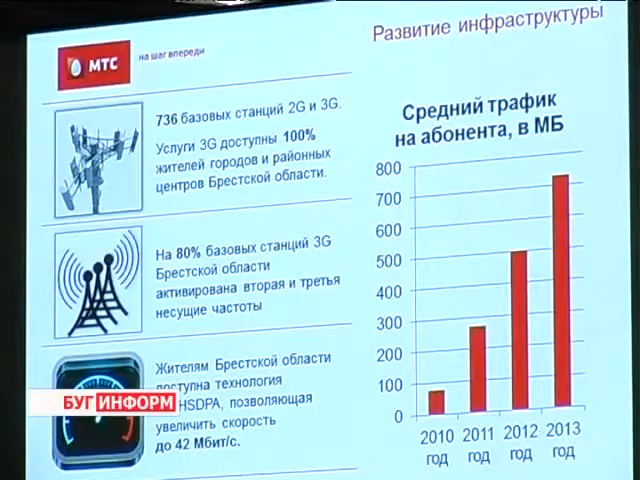 МТС
на шаг впереди
Развитие инфраструктуры
736 базовых станций 2G и 3G.
Услуги 3G доступны 100%
жителей городов и районных
центров Брестской области.
На 80% базовых станций 3G
Брестской области
активирована вторая и третья
несущие частоты
Жителям Брестской области
доступна технология
HSDPA, позволяющая
увеличить скорость
до 42 Мбит/с.
БУГИНФОРМ
Средний трафик
на абонента, в МБ
800
700
600
500
400
300
200
100
0
2010 2011 2012 2013
год год год год